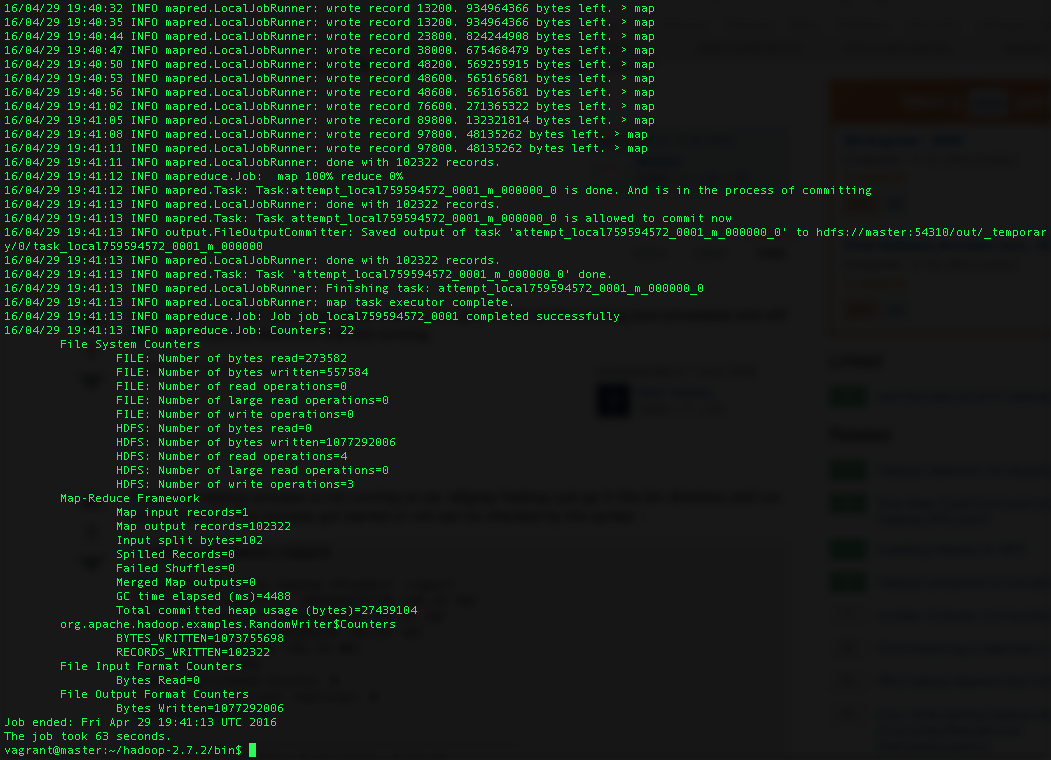 16/04/29 19:40:32 INFO mapred.LocalJobRunner: wrote record 13200. 934964366 bytes left. > map
16/04/29 19:40:35 INFO mapred.LocalJobRunner: wrote record 13200. 934964366 bytes left. > map
16/04/29 19:40:44 INFO mapred.LocalJobRunner: wrote record 23800. 824244908 bytes left. > map
16/04/29 19:40:47 INFO mapred.LocalJobRunner: wrote record 38000. 675468479 bytes left. > map
16/04/29 19:40:50 INFO mapred.LocalJobRunner: wrote record 48200. 569255915 bytes left. > map
16/04/29 19:40:53 INFO mapred.LocalJobRunner: wrote record 48600. 565165681 bytes left. > map
16/04/29 19:40:56 INFO mapred.LocalJobRunner: wrote record 48600. 565165681 bytes left. > map
16/04/29 19:41:02 INFO mapred.LocalJobRunner: wrote record 76600. 271365322 bytes left. > map
16/04/29 19:41:05 INFO mapred.LocalJobRunner: wrote record 89800. 132321814 bytes left. > map
16/04/29 19:41:08 INFO mapred.LocalJobRunner: wrote record 97800. 48135262 bytes left. > map
16/04/29 19:41:11 INFO mapred.LocalJobRunner: wrote record 97800. 48135262 bytes left. > map
16/04/29 19:41:11 INFO mapred.LocalJobRunner: done with 102322 records.
16/04/29 19:41:12 INFO mapreduce.Job:  map 100% reduce 0%
16/04/29 19:41:12 INFO mapred.Task: Task:attempt_local759594572_0001_m_000000_0 is done. And is in the process of committing
16/04/29 19:41:13 INFO mapred.LocalJobRunner: done with 102322 records.
16/04/29 19:41:13 INFO mapred.Task: Task attempt_local759594572_0001_m_000000_0 is allowed to commit now
16/04/29 19:41:13 INFO output.FileOutputCommitter: Saved output of task 'attempt_local759594572_0001_m_000000_0' to hdfs://master:54310/out/_temporar
y/0/task_local759594572_0001_m_000000
16/04/29 19:41:13 INFO mapred.LocalJobRunner: done with 102322 records.
16/04/29 19:41:13 INFO mapred.Task: Task 'attempt_local759594572_0001_m_000000_0' done.
16/04/29 19:41:13 INFO mapred.LocalJobRunner: Finishing task: attempt_local759594572_0001_m_000000_0
16/04/29 19:41:13 INFO mapred.LocalJobRunner: map task executor complete.
16/04/29 19:41:13 INFO mapreduce.Job: Job job_local759594572_0001 completed successfully
16/04/29 19:41:13 INFO mapreduce.Job: Counters: 22
File System Counters
FILE: Number of bytes read=273582
FILE: Number of bytes written=557584
FILE: Number of read operations=0
FILE: Number of large read operations=0
FILE: Number of write operations=0
HDFS: Number of bytes read=0
HDFS: Number of bytes written=1077292006
HDFS: Number of read operations=4
HDFS: Number of large read operations=0
HDFS: Number of write operations=3
Map-Reduce Framework
Map input records=1
Map output records=102322
Input split bytes=102
Spilled Records=0
Failed Shuffles=0
Merged Map outputs=0
GC time elapsed (ms)=4488
Total committed heap usage (bytes)=27439104
org.apache.hadoop.examples.RandomWriter$Counters
BYTES_WRITTEN=1073755698
RECORDS_WRITTEN=102322
File Input Format Counters
Bytes Read=0
File Output Format Counters
Bytes Written=1077292006
Job ended: Fri Apr 29 19:41:13 UTC 2016
The job took 63 seconds.
vagrant@master:~/hadoop-2.7.2/bin$